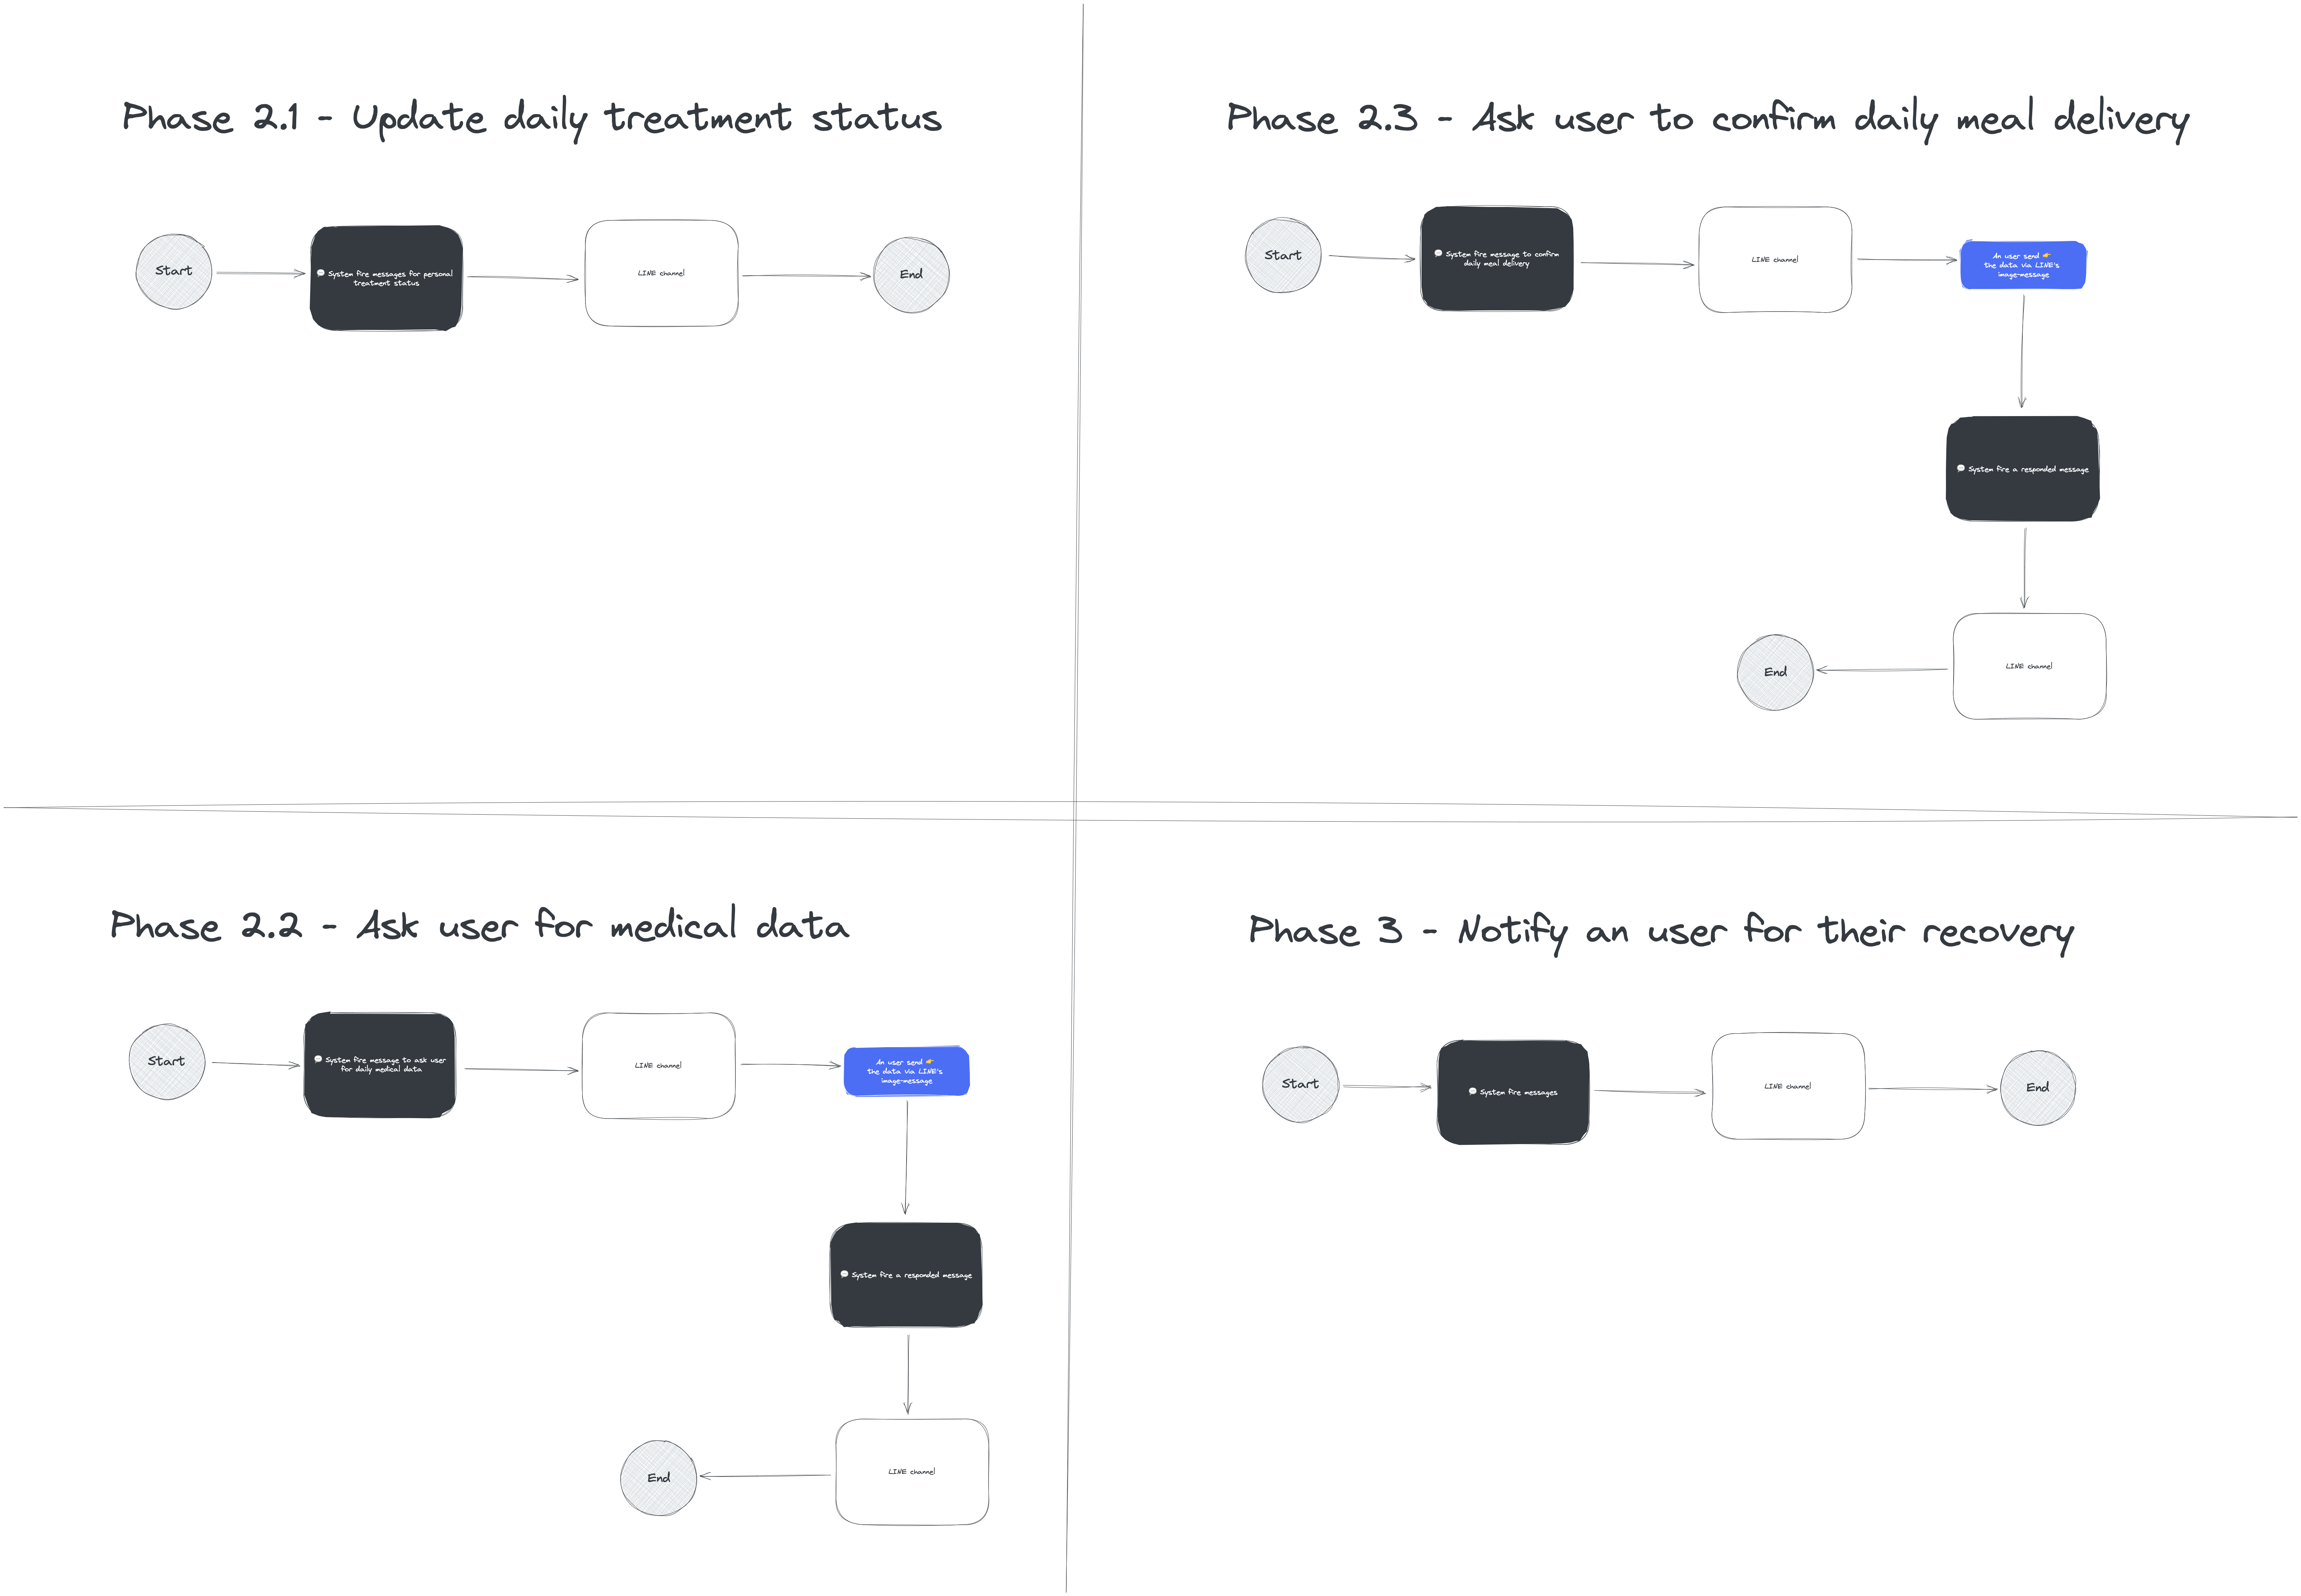 Phase 2.1 - Update daily treatment status
Start
💬 System fire messages for personal
treatment status
LINE channel
End
Phase 2.3 - Ask user to confirm daily meal delivery
Start
💬 System fire message to confirm
daily meal delivery
LINE channel
An user send 👉
the data via LINE's
image-message
💬 System fire a responded message
LINE channel
End
Phase 2.2 - Ask user for medical data
Start
💬 System fire message to ask user
for daily medical data
LINE channel
An user send 👉
the data via LINE's
image-message
💬 System fire a responded message
LINE channel
End
Phase 3 - Notify an user for their recovery
Start
💬 System fire messages
LINE channel
End